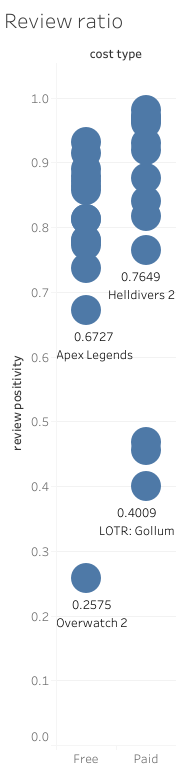 Review ratio
cost type
1.0
0.9
0.8
0.7649
Helldivers 2
0.7
0.6727
Apex Legends
0.6
review positivity
0.5
0.4
0.4009
LOTR: Gollum
0.3
0.2575
Overwatch 2
0.2
0.1
0.0
Free
Paid